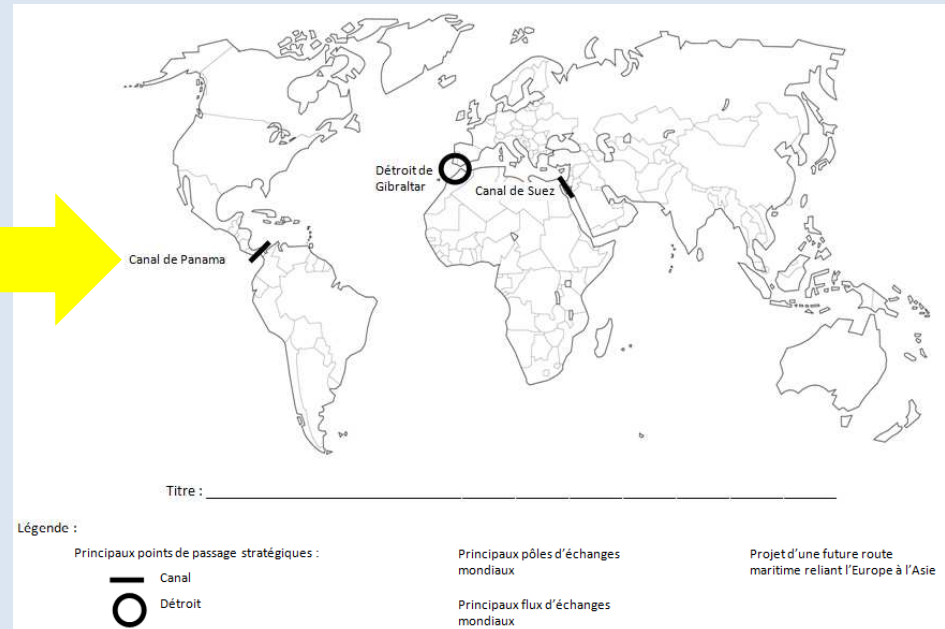 Détroit de
Gibraltar
Canal de Suez
Canal de Panama
Titre :
Légende :
Principaux points de passage stratégiques :
Canal
Détroit
Principaux pôles d'échanges
mondiaux
Principaux flux d'échanges
mondiaux
Projet d'une future route
maritime reliant l'Europe à l'Asie